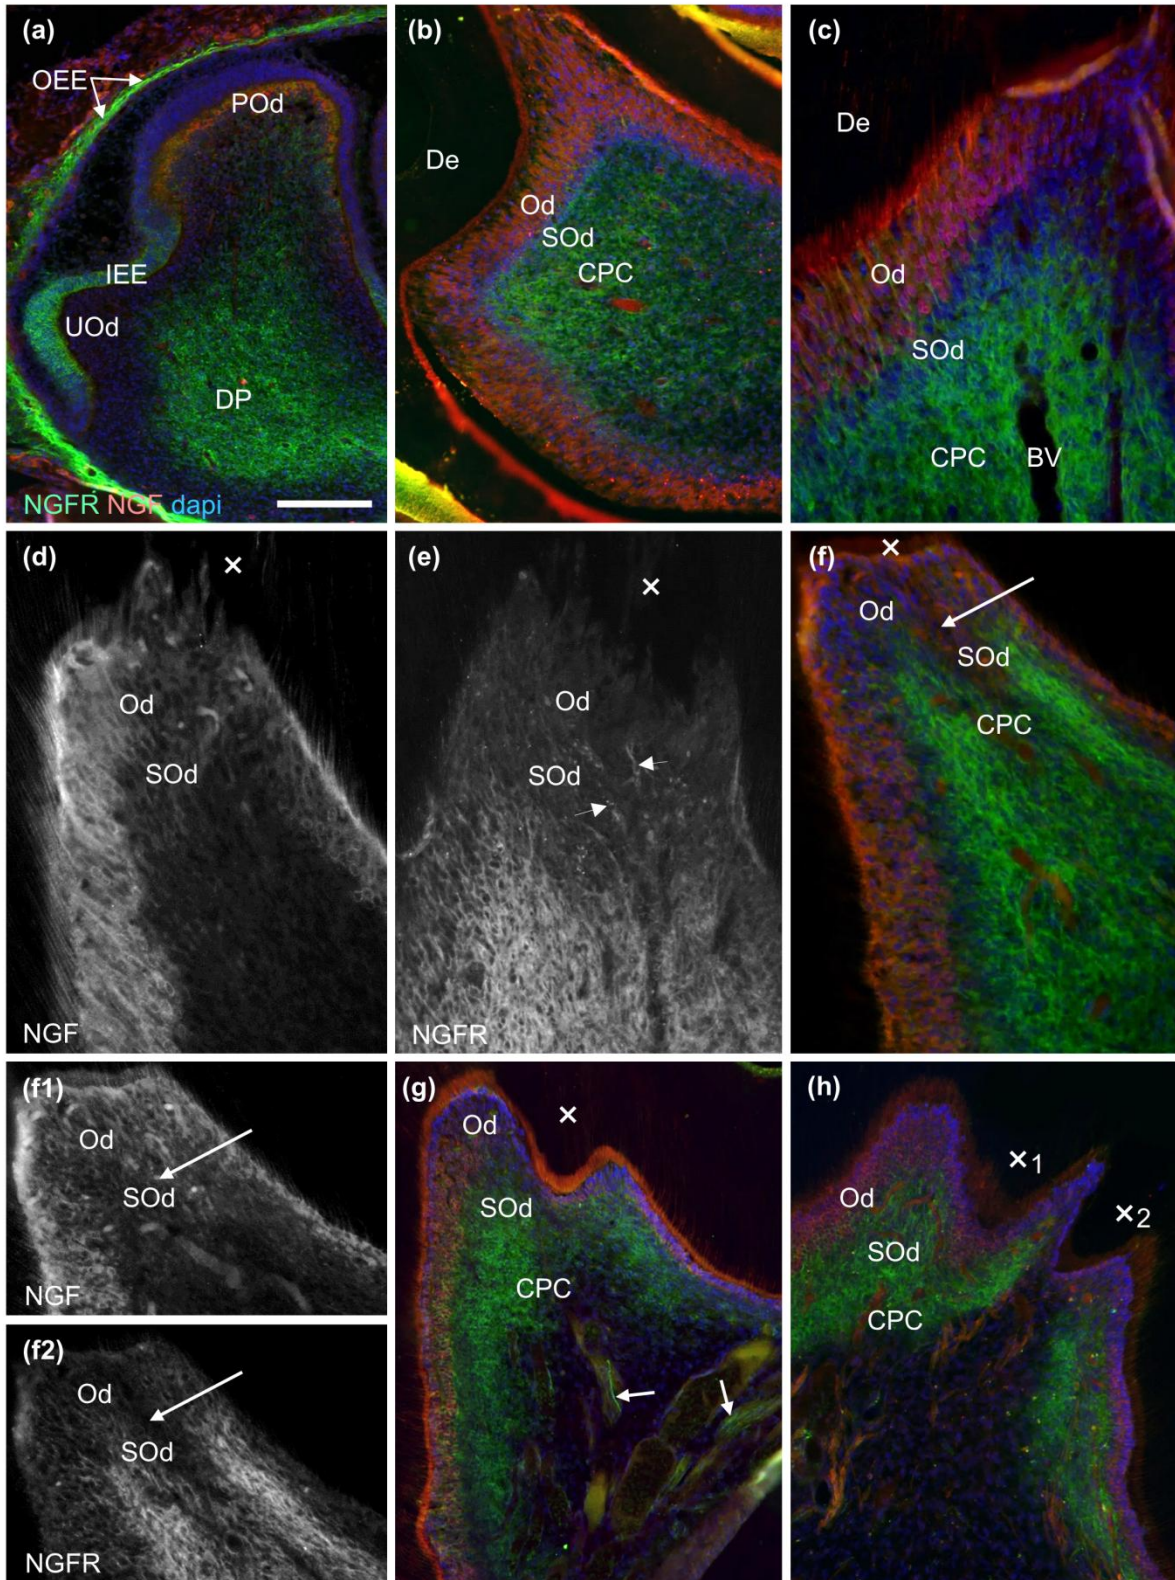 (a)
OEE
POd
IEE
UOd
DP
NGFR NGF dapi
(b)
De
Od
SOd
CPC
(c)
De
Od
SOd
CPC
BV
(d)
×
Od
SOd
NGF
(e)
×
Od
SOd
NGFR
(f)
×
Od
SOd
CPC
(f1)
Od
SOd
NGF
(f2)
Od
SOd
NGFR
(g)
×
Od
SOd
CPC
(h)
×1
×2
Od
SOd
CPC